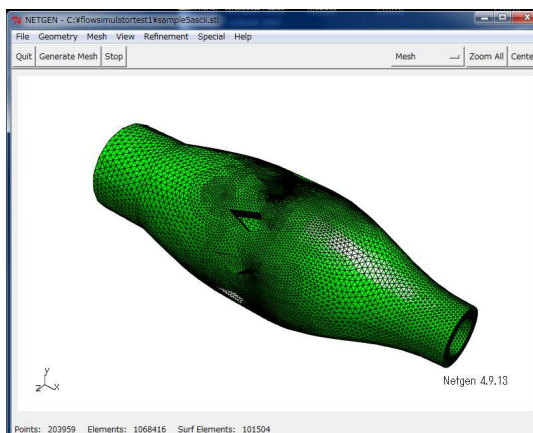 NETGEN - C:¥flowsimulatortest1¥sample5ascii.stl
File Geometry Mesh View Refinement Special Help
Quit Generate Mesh Stop Mesh Zoom All Cente
y
z x
Netgen 4.9.13
Points: 203959 Elements: 1068416 Surf Elements: 101504